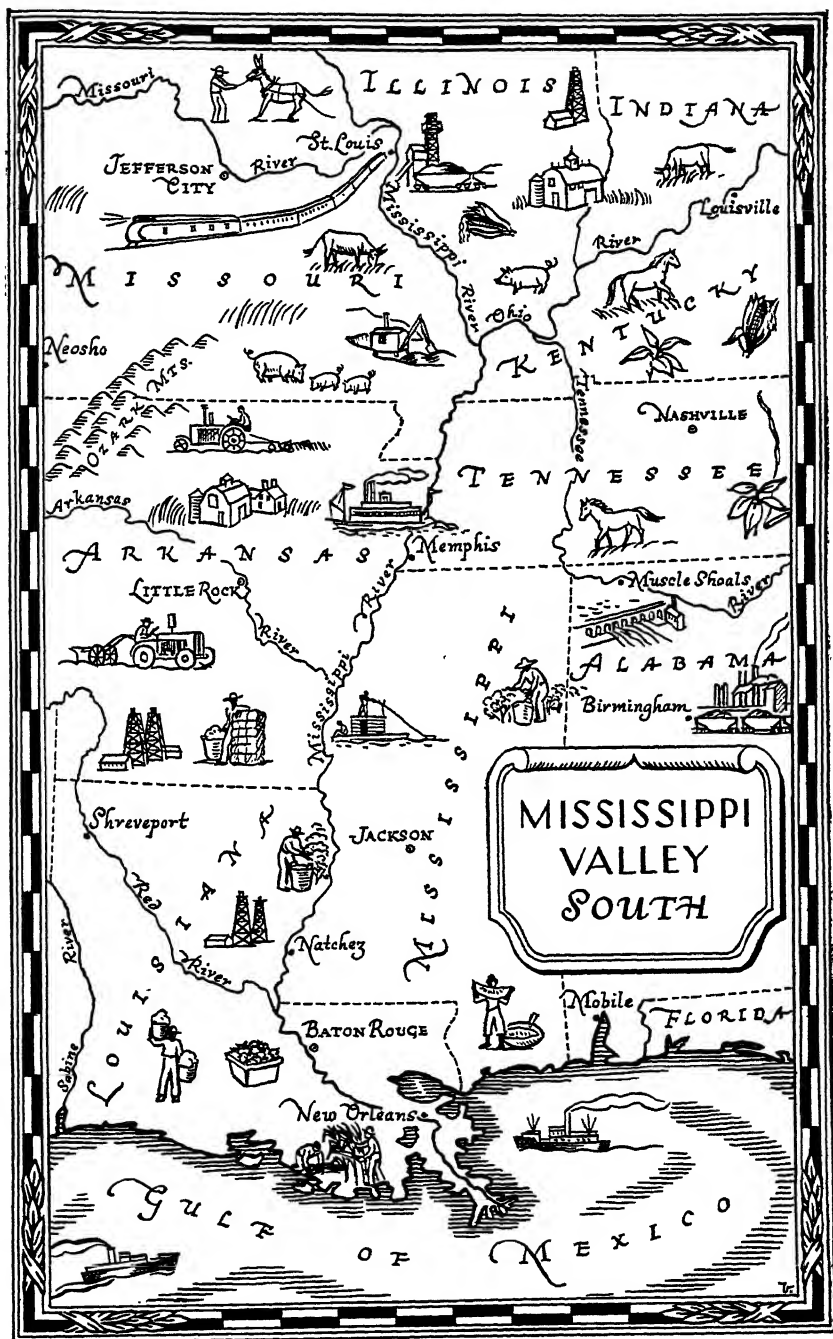 Missouri
River
ILLINOIS
INDIANA
St. Louis
JEFFERSON
CITY
Mississippi
River
Louisville
River
Ohio
MISSOURI
KENTUCKY
Neosho
OZARK MTS.
Tennessee
NASHVILLE
TENNESSEE
Arkansas
ARKANSAS
Memphis
River
Muscle Shoals
River
LITTLE ROCK
River
Mississippi
MISSISSIPPI
ALABAMA
Birmingham
MISSISSIPPI
VALLEY
SOUTH
Shreveport
JACKSON
LOUISIANA
Red
River
Natchez
River
Sabine
Mobile
FLORIDA
BATON ROUGE
New Orleans
GULF
OF
MEXICO